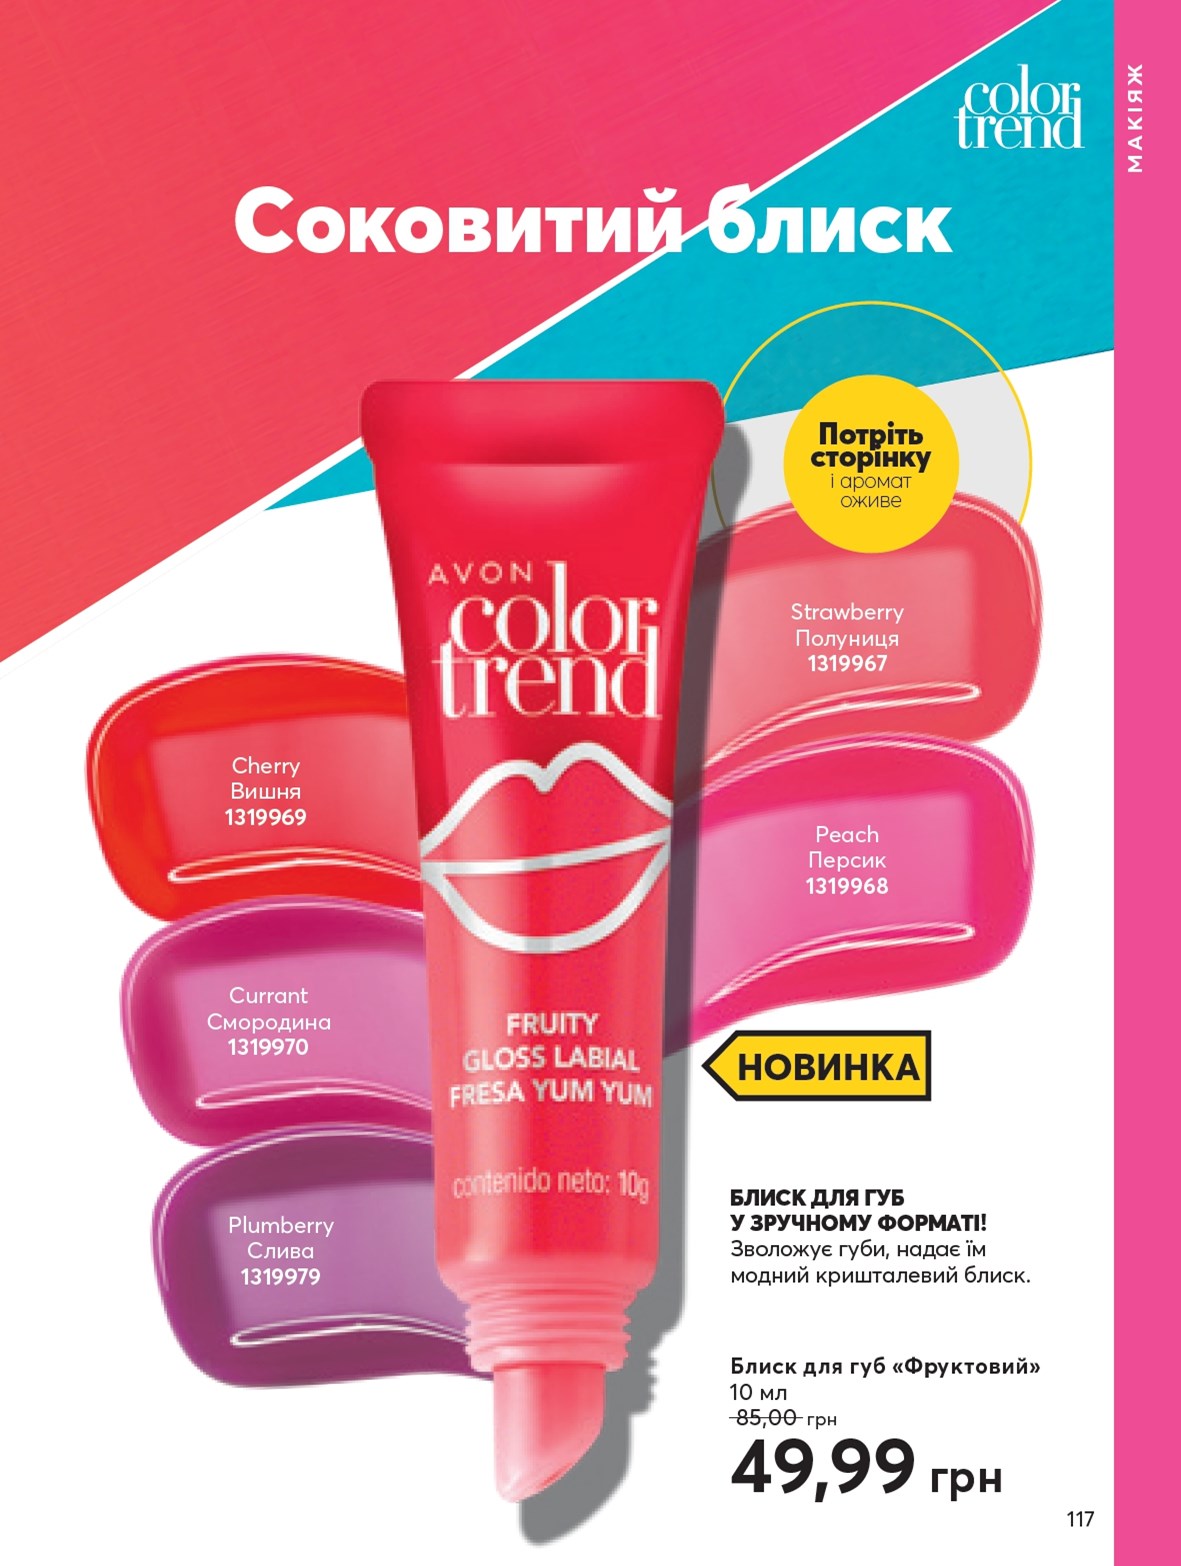 color
trend
МАКІЯЖ
Соковитий блиск
Потріть
сторінку
і аромат
оживе
AVON
color
trend
Strawberry
Полуниця
1319967
Cherry
Вишня
1319969
Peach
Персик
1319968
Currant
Смородина
1319970
FRUITY
GLOSS LABIAL
FRESA YUM YUM
contenido neto: 10g
НОВИНКА
Plumberry
Слива
1319979
БЛИСК ДЛЯ ГУБ
У ЗРУЧНОМУ ФОРМАТІ!
Зволожує губи, надає їм
модний кришталевий блиск.
Блиск для губ «Фруктовий»
10 мл
85,00 грн
49,99 грн
117